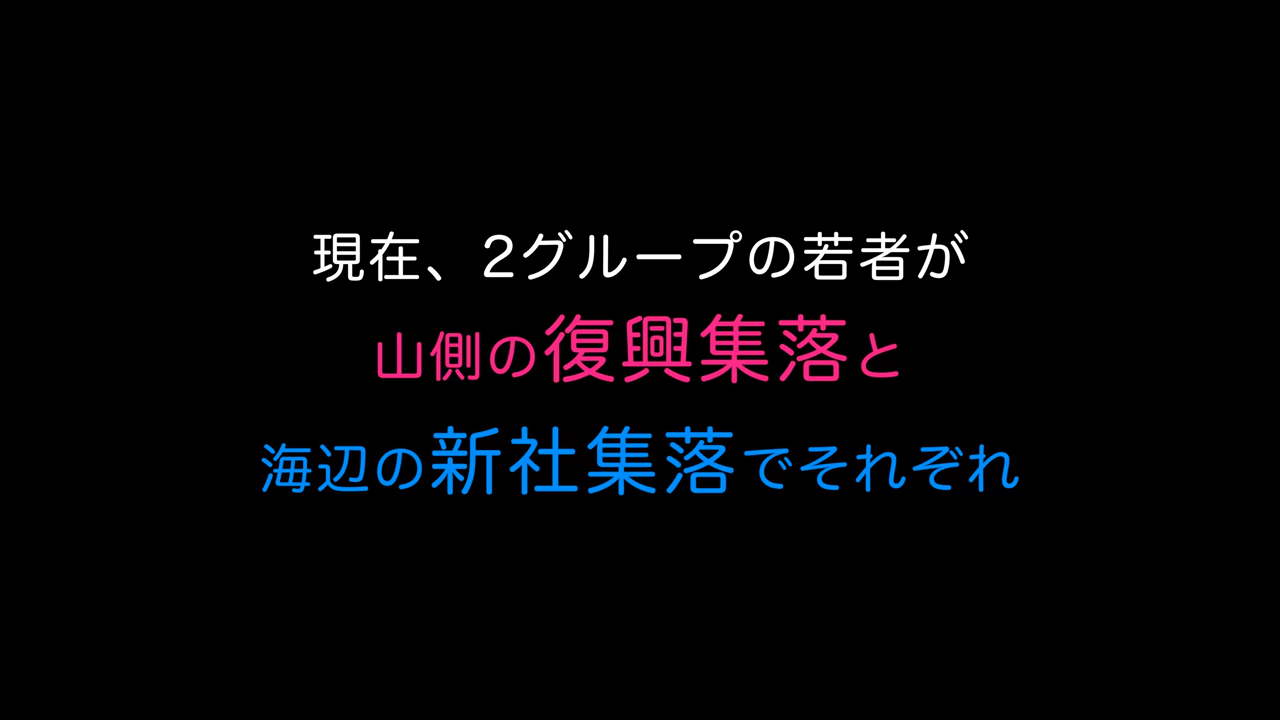 現在、2グループの若者が
山側の復興集落と
海辺の新社集落でそれぞれ